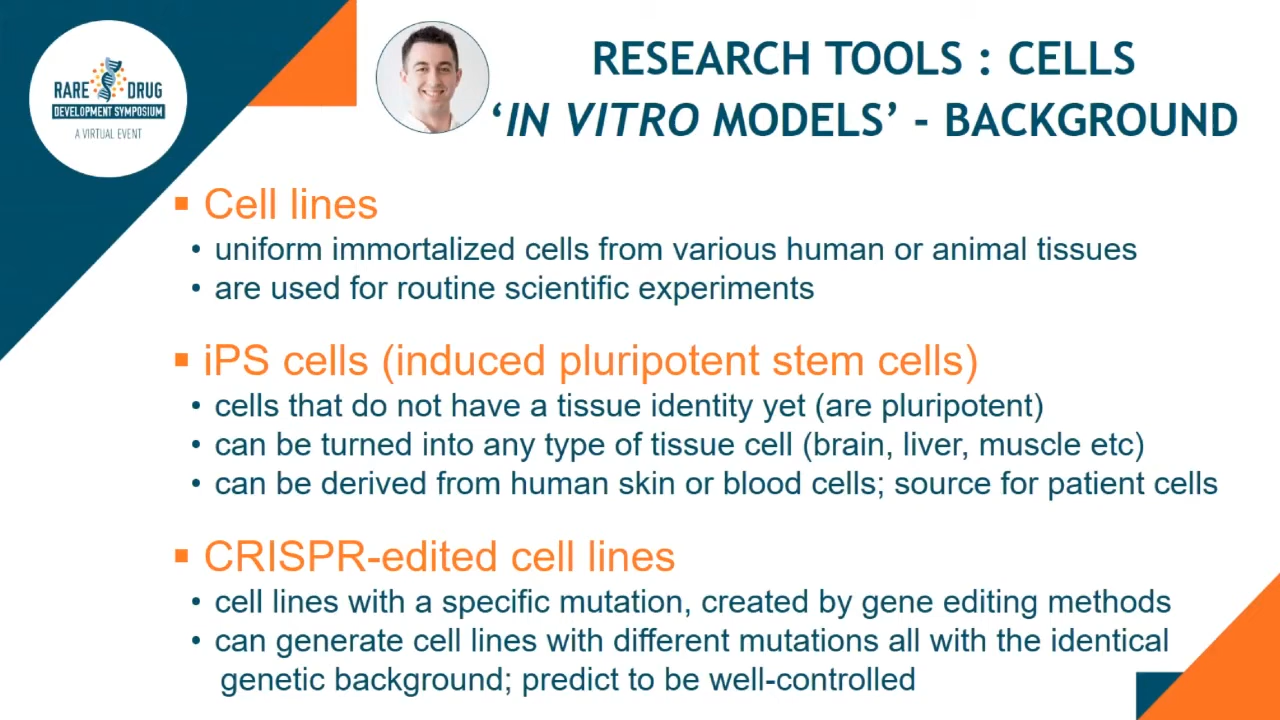 RARE DRUG
DEVELOPMENT SYMPOSIUM
A VIRTUAL EVENT
RESEARCH TOOLS : CELLS
‘IN VITRO MODELS’ - BACKGROUND
▪ Cell lines
• uniform immortalized cells from various human or animal tissues
• are used for routine scientific experiments
▪ iPS cells (induced pluripotent stem cells)
• cells that do not have a tissue identity yet (are pluripotent)
• can be turned into any type of tissue cell (brain, liver, muscle etc)
• can be derived from human skin or blood cells; source for patient cells
▪ CRISPR-edited cell lines
• cell lines with a specific mutation, created by gene editing methods
• can generate cell lines with different mutations all with the identical
genetic background; predict to be well-controlled